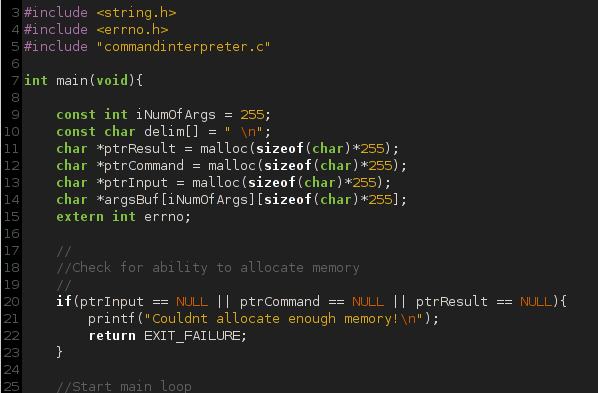 3 #include <string.h>
4 #include <errno.h>
5 #include "commandinterpreter.c"
6
7 int main(void){
8
9     const int iNumOfArgs = 255;
10     const char delim[] = " \n";
11     char *ptrResult = malloc(sizeof(char)*255);
12     char *ptrCommand = malloc(sizeof(char)*255);
13     char *ptrInput = malloc(sizeof(char)*255);
14     char *argsBuf[iNumOfArgs][sizeof(char)*255];
15     extern int errno;
16
17     //
18     //Check for ability to allocate memory
19     //
20     if(ptrInput == NULL || ptrCommand == NULL || ptrResult == NULL){
21         printf("Couldnt allocate enough memory!\n");
22         return EXIT_FAILURE;
23     }
24
25     //Start main loop